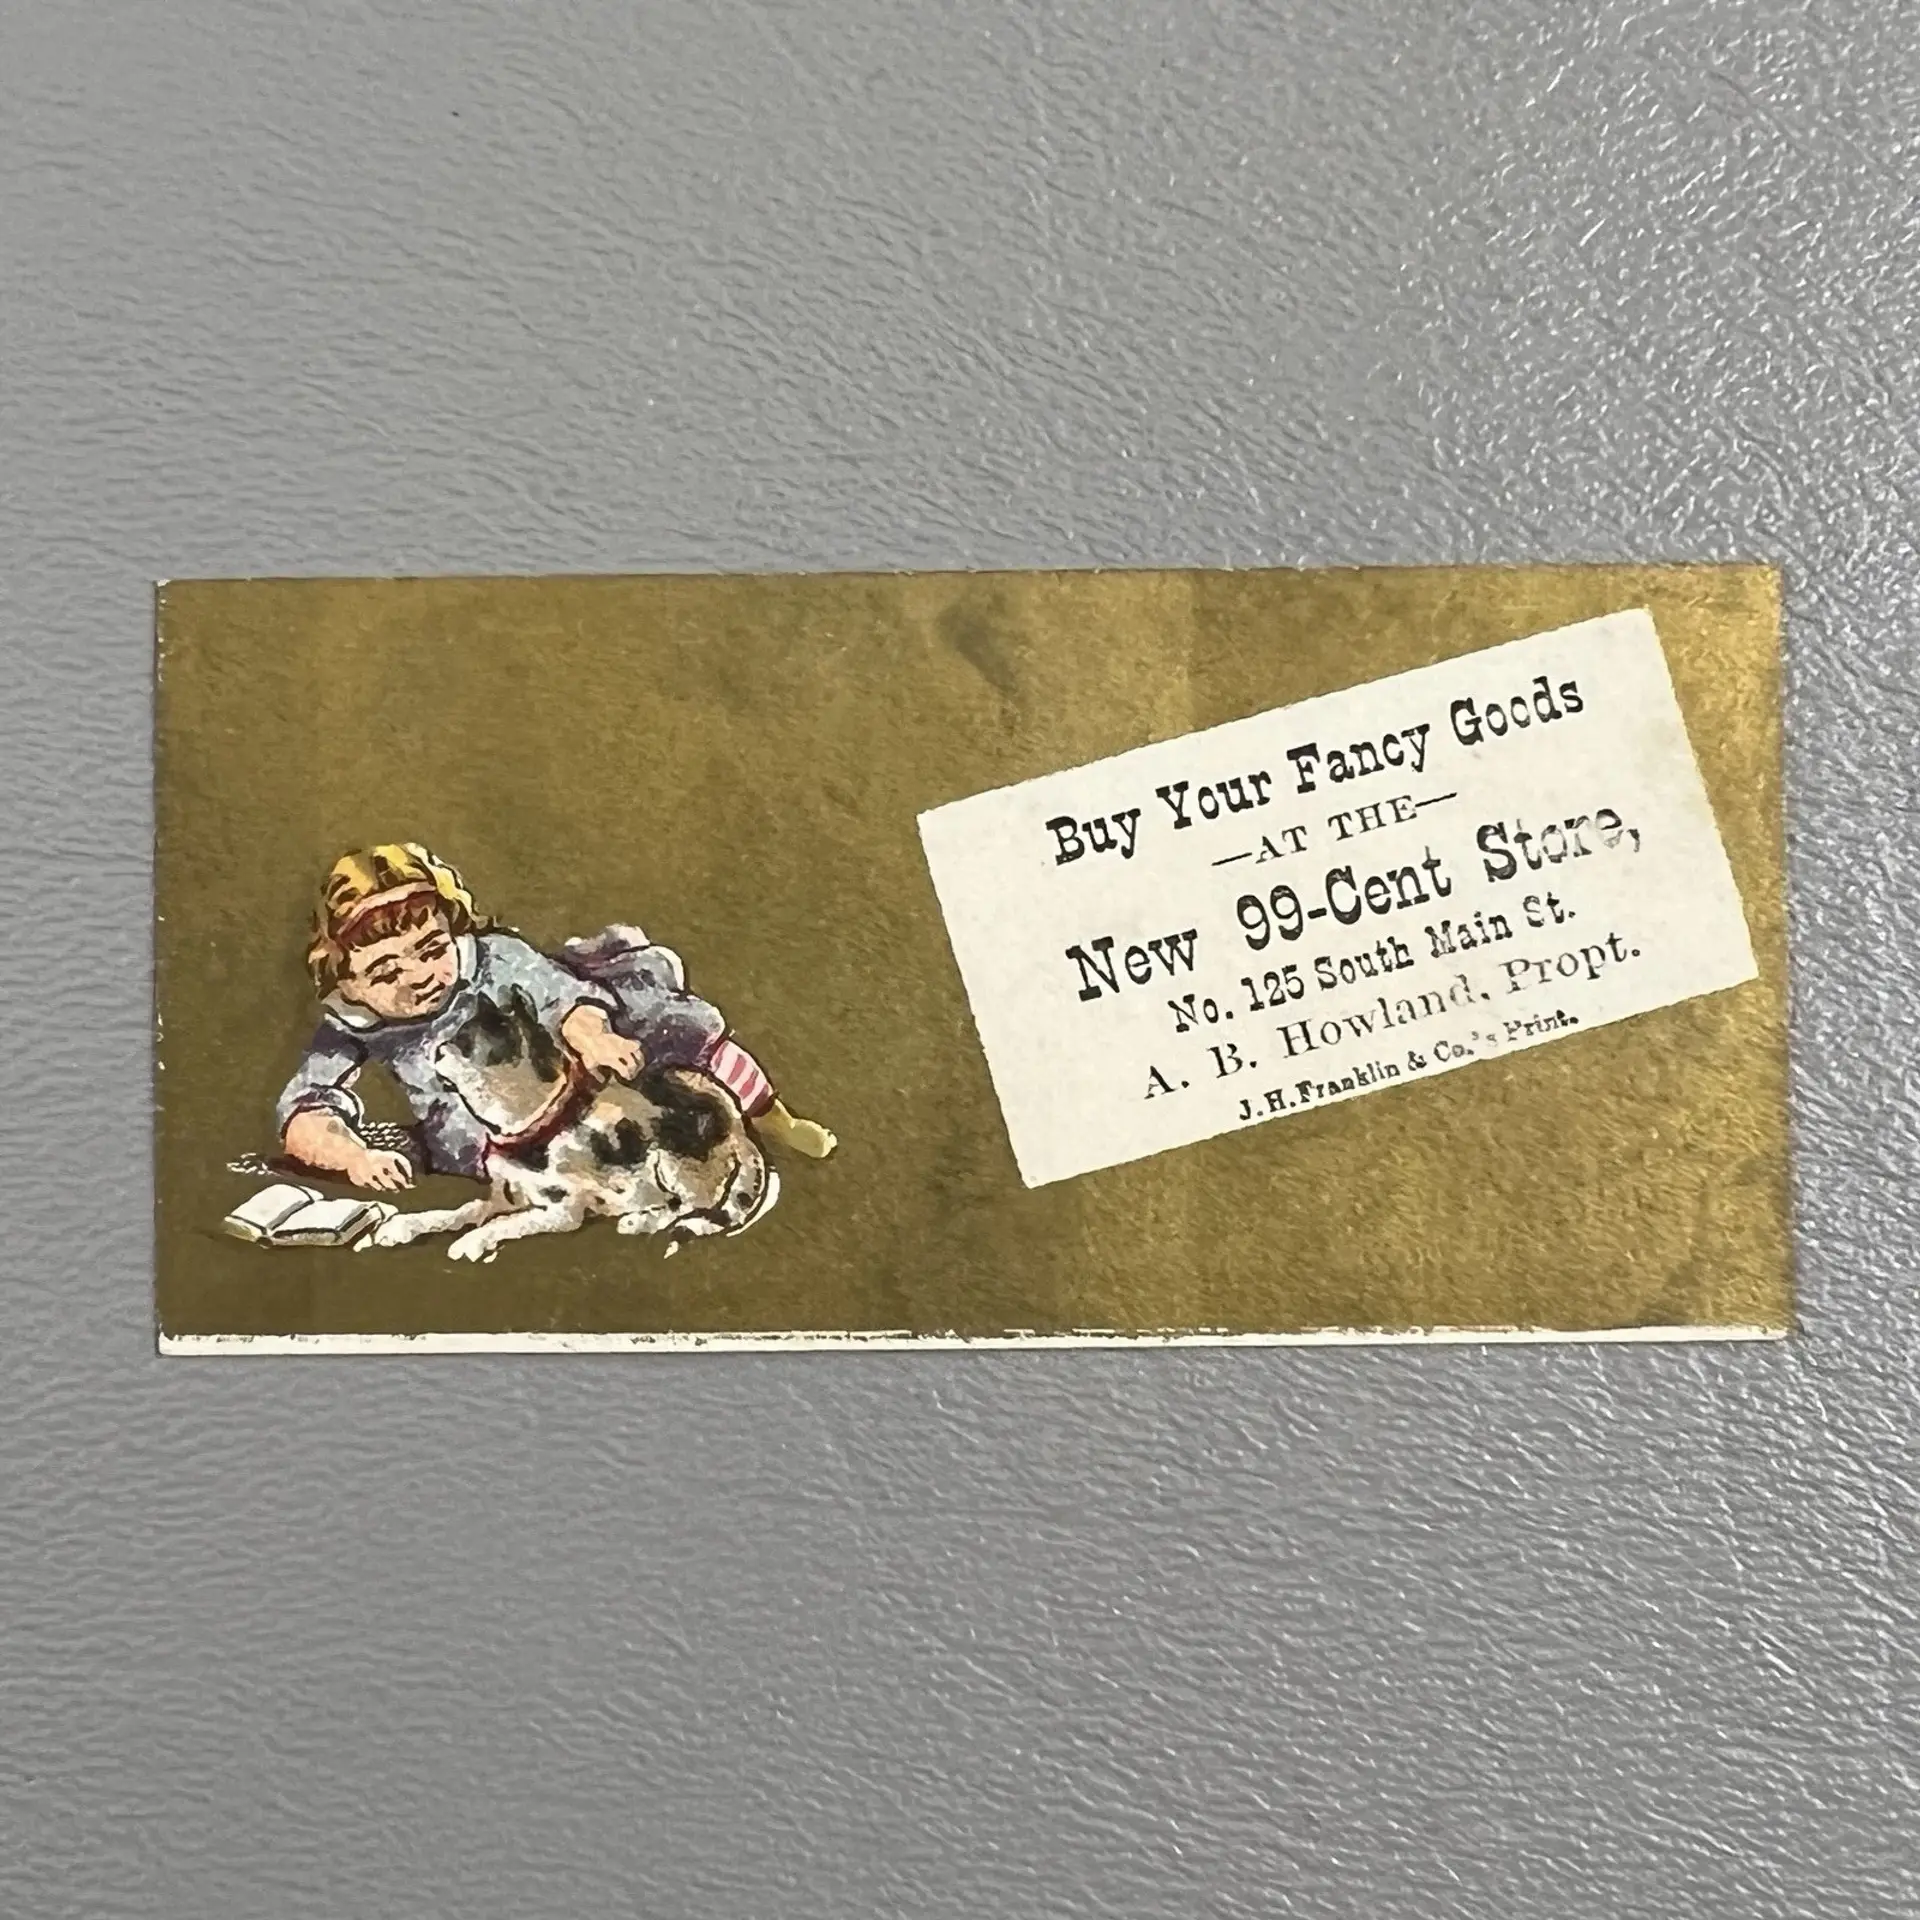 Buy Your Fancy Goods
—AT THE—
New 99-Cent Store,
No. 125 South Main St.
A. B. Howland, Propt.
J. H. Franklin & Co.'s Print.